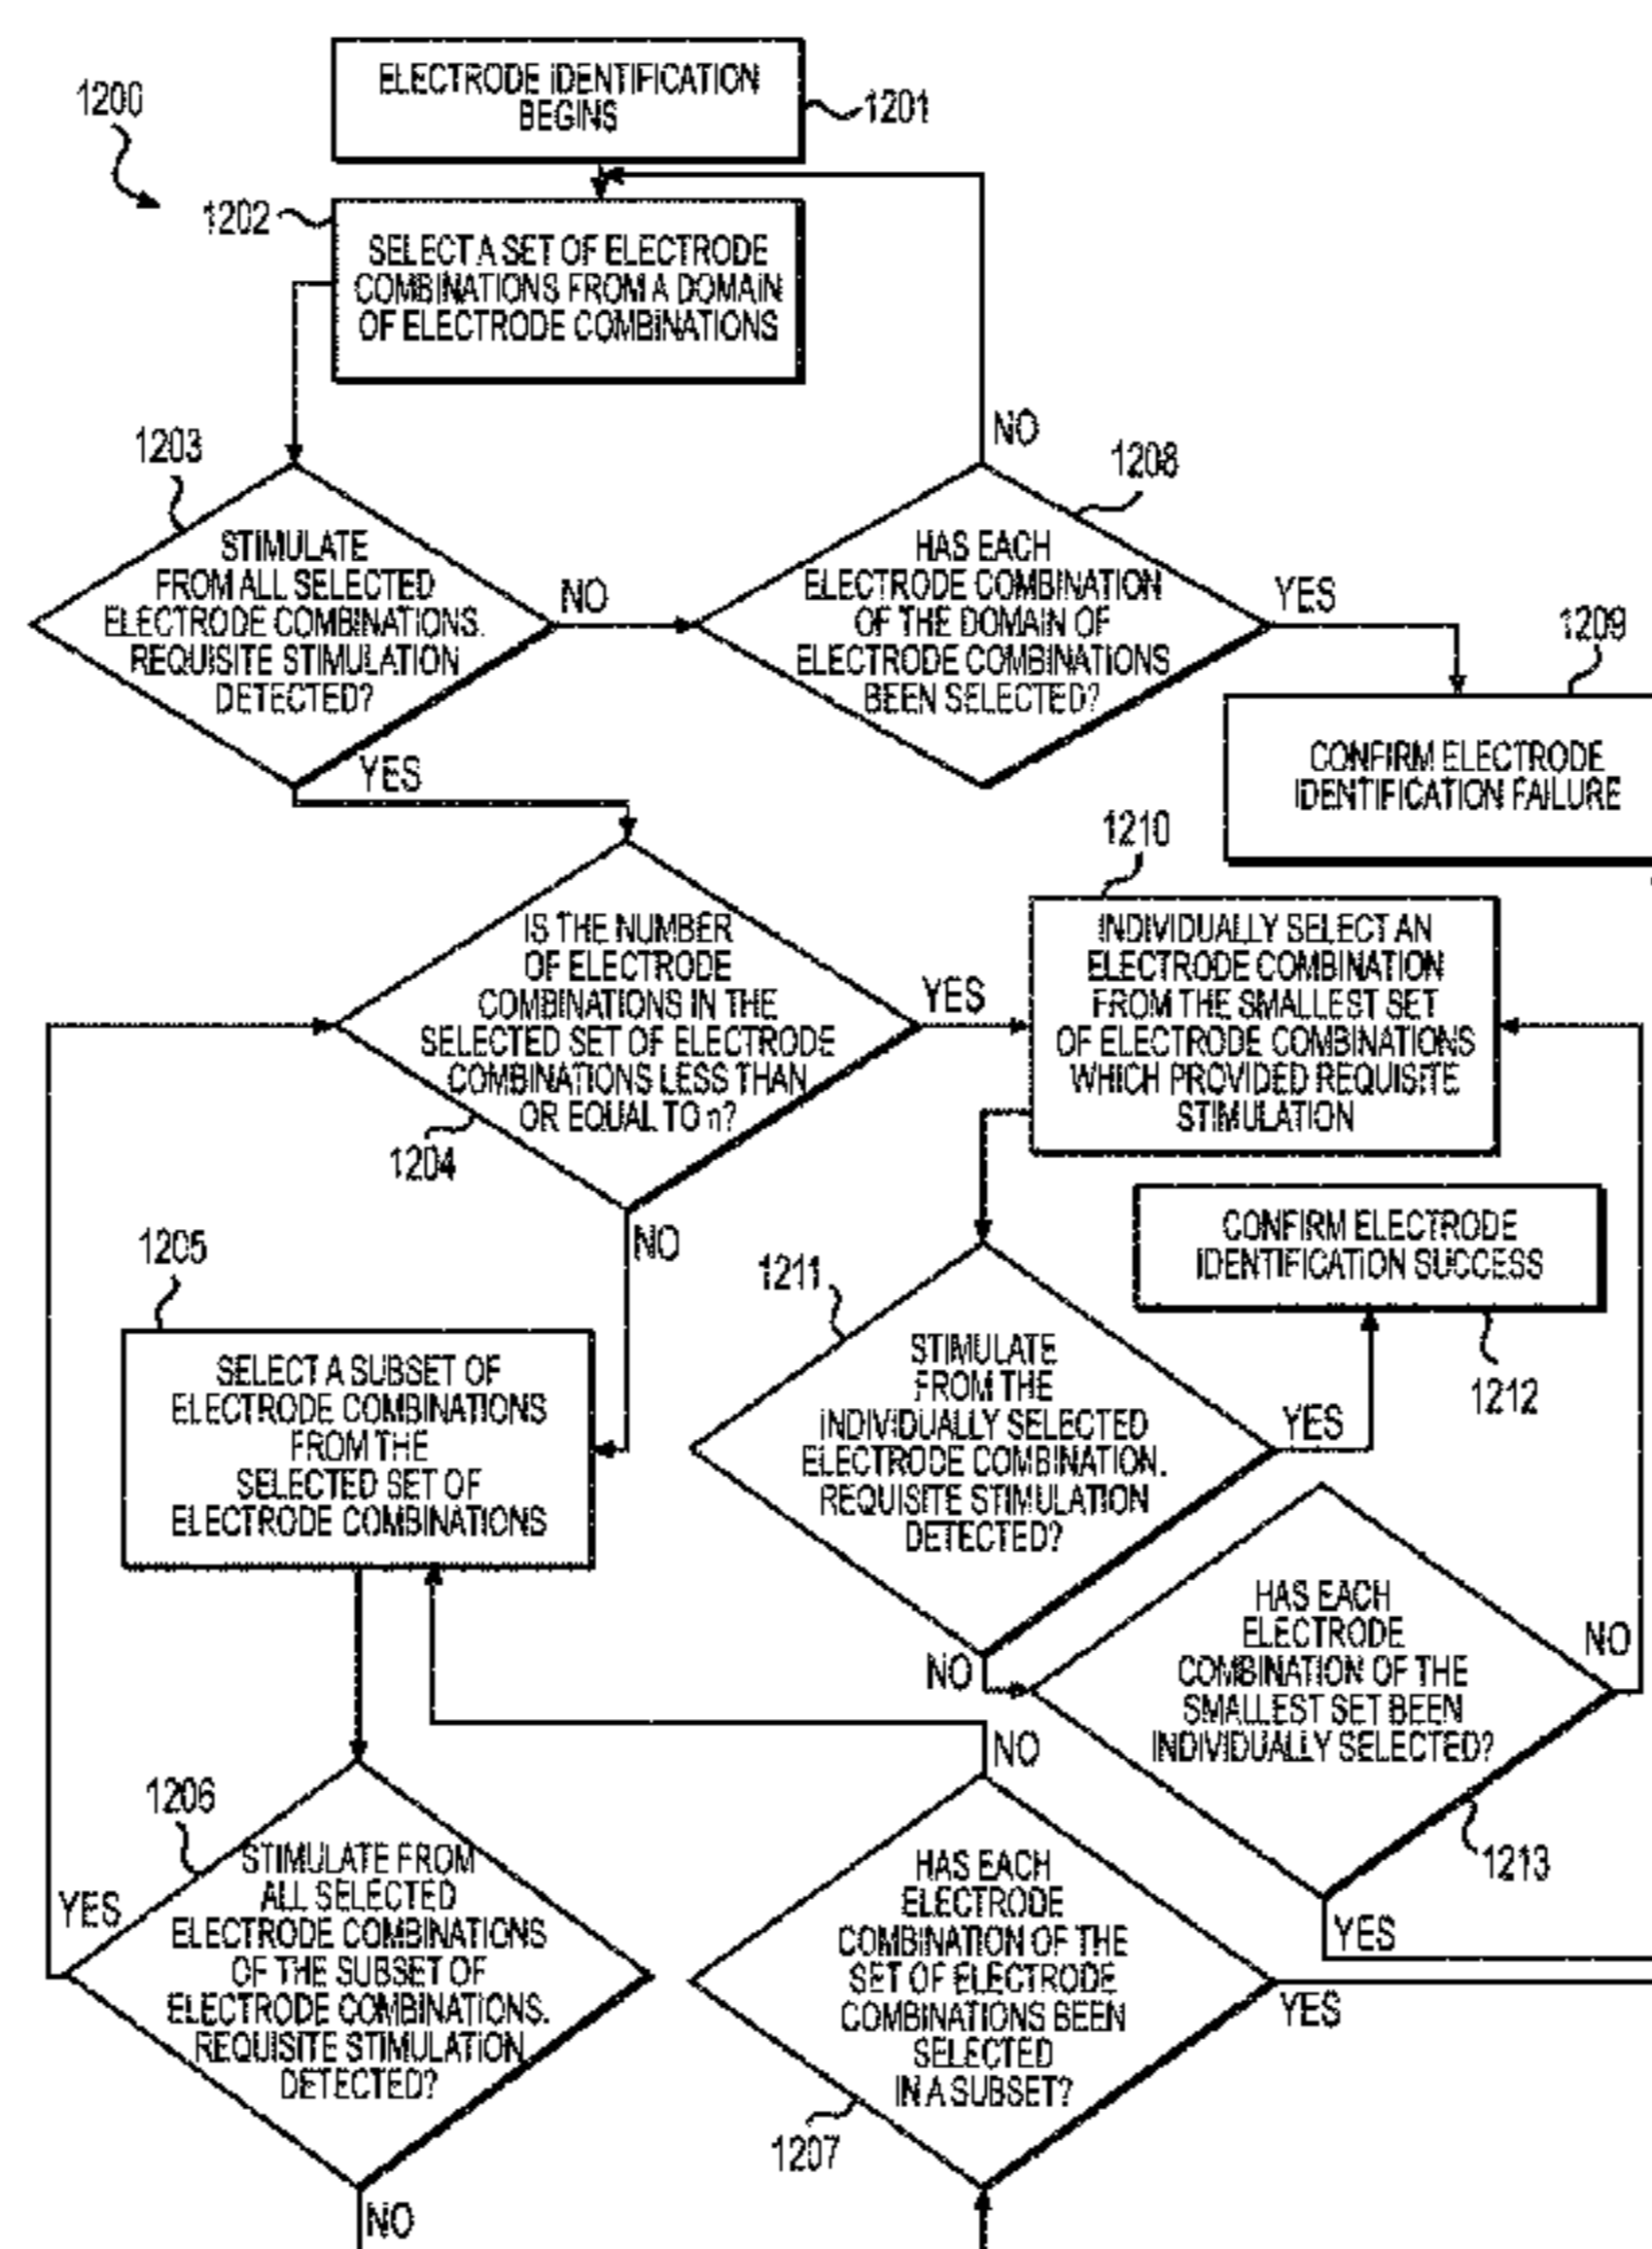 1200
ELECTRODE IDENTIFICATION
BEGINS
1201
1202
SELECT A SET OF ELECTRODE
COMBINATIONS FROM A DOMAIN
OF ELECTRODE COMBINATIONS
1203
STIMULATE
FROM ALL SELECTED
ELECTRODE COMBINATIONS.
REQUISITE STIMULATION
DETECTED?
NO
YES
NO
1208
HAS EACH
ELECTRODE COMBINATION
OF THE DOMAIN OF
ELECTRODE COMBINATIONS
BEEN SELECTED?
YES
1209
CONFIRM ELECTRODE
IDENTIFICATION FAILURE
IS THE NUMBER
OF ELECTRODE
COMBINATIONS IN THE
SELECTED SET OF ELECTRODE
COMBINATIONS LESS THAN
OR EQUAL TO n?
1204
YES
NO
1210
INDIVIDUALLY SELECT AN
ELECTRODE COMBINATION
FROM THE SMALLEST SET
OF ELECTRODE COMBINATIONS
WHICH PROVIDED REQUISITE
STIMULATION
1205
SELECT A SUBSET OF
ELECTRODE COMBINATIONS
FROM THE
SELECTED SET OF
ELECTRODE COMBINATIONS
1211
STIMULATE
FROM THE
INDIVIDUALLY SELECTED
ELECTRODE COMBINATION.
REQUISITE STIMULATION
DETECTED?
YES
NO
CONFIRM ELECTRODE
IDENTIFICATION SUCCESS
1212
HAS EACH
ELECTRODE
COMBINATION OF THE
SMALLEST SET BEEN
INDIVIDUALLY SELECTED?
NO
1213
YES
1206
STIMULATE FROM
ALL SELECTED
ELECTRODE COMBINATIONS
OF THE SUBSET OF
ELECTRODE COMBINATIONS.
REQUISITE STIMULATION
DETECTED?
YES
NO
NO
HAS EACH
ELECTRODE
COMBINATION OF THE
SET OF ELECTRODE
COMBINATIONS BEEN
SELECTED
IN A SUBSET?
YES
1207